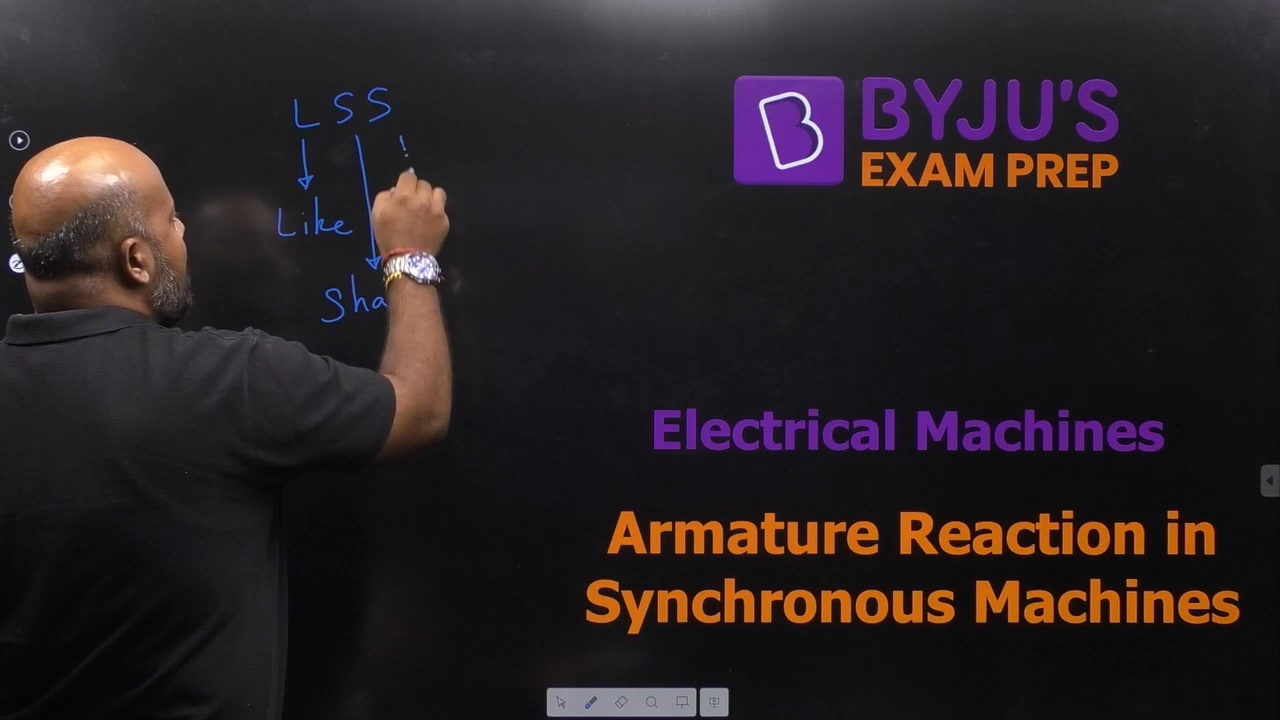 LSS
Like
Sha
BYJU'S
EXAM PREP
Electrical Machines
Armature Reaction in
Synchronous Machines